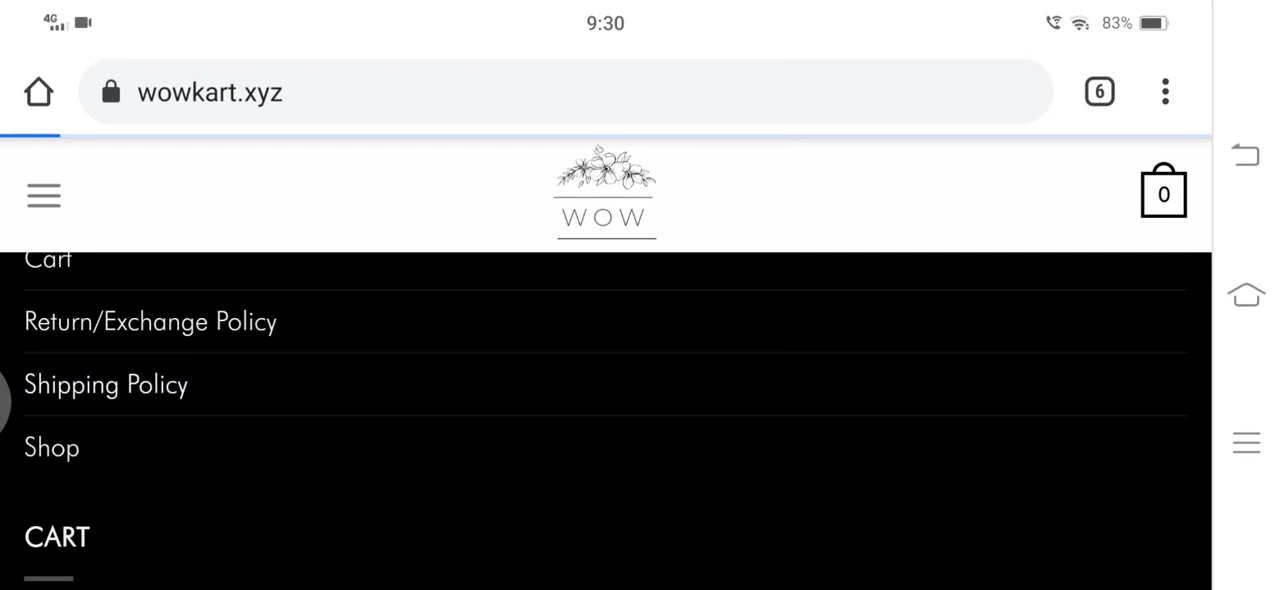 4G
9:30
83%
wowkart.xyz
6
WOW
0
Cart
Return/Exchange Policy
Shipping Policy
Shop
CART